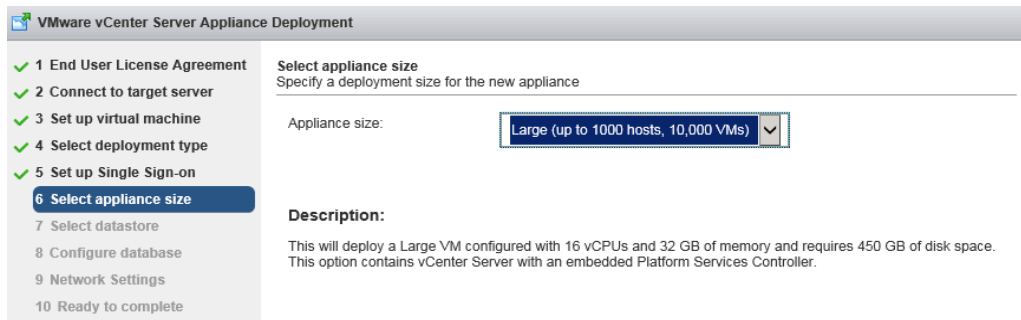 VMware vCenter Server Appliance Deployment
1 End User License Agreement
2 Connect to target server
3 Set up virtual machine
4 Select deployment type
5 Set up Single Sign-on
6 Select appliance size
7 Select datastore
8 Configure database
9 Network Settings
10 Ready to complete
Select appliance size
Specify a deployment size for the new appliance
Appliance size:
Large (up to 1000 hosts, 10,000 VMs)
Description:
This will deploy a Large VM configured with 16 vCPUs and 32 GB of memory and requires 450 GB of disk space.
This option contains vCenter Server with an embedded Platform Services Controller.